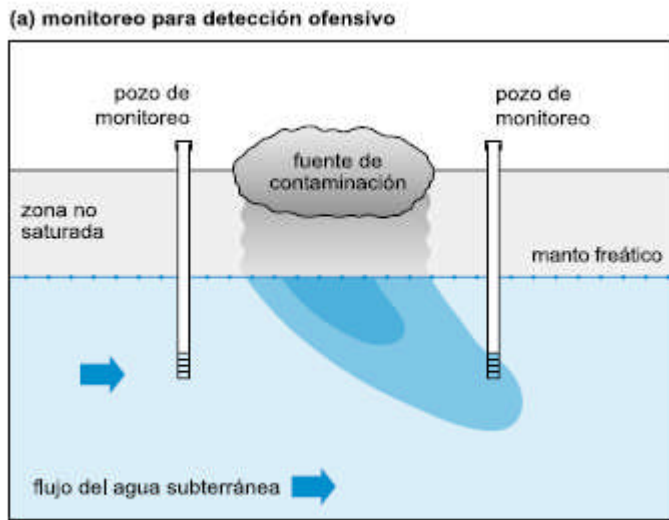 (a) monitoreo para detección ofensivo
pozo de
monitoreo
pozo de
monitoreo
fuente de
contaminación
zona no
saturada
manto freático
flujo del agua subterránea